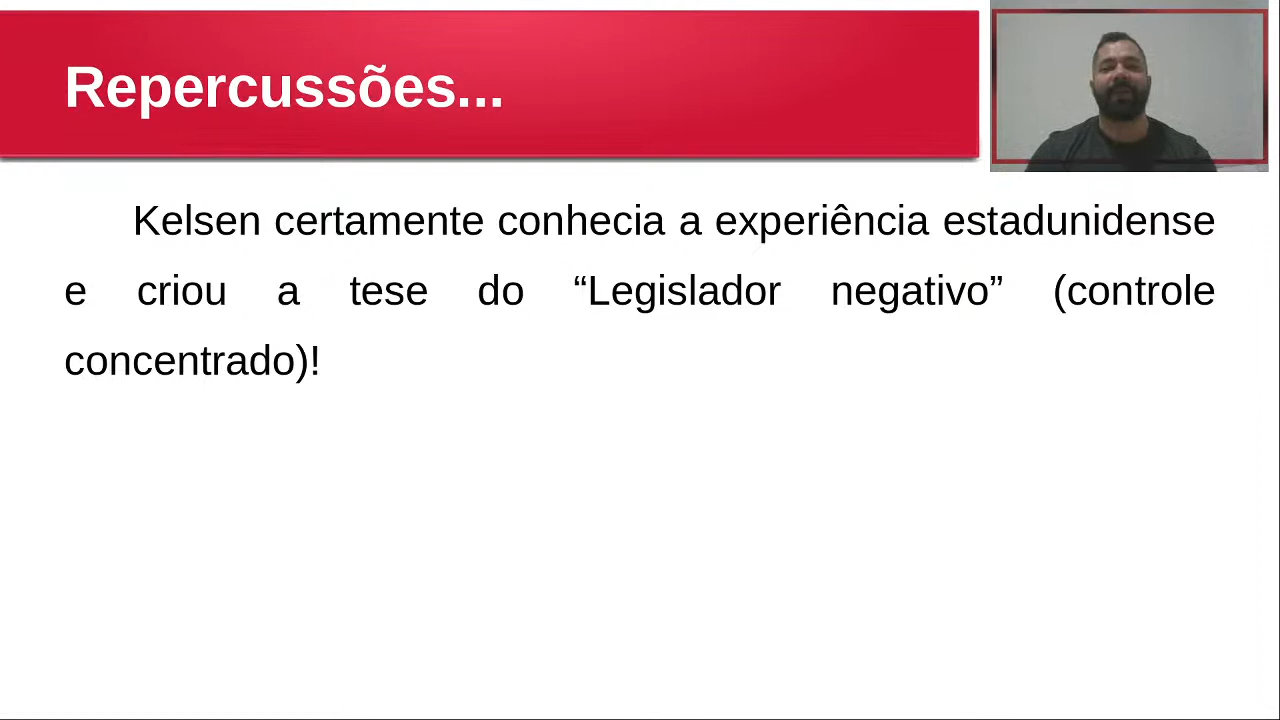 Repercussões...
Kelsen certamente conhecia a experiência estadunidense
e criou a tese do “Legislador negativo” (controle
concentrado)!